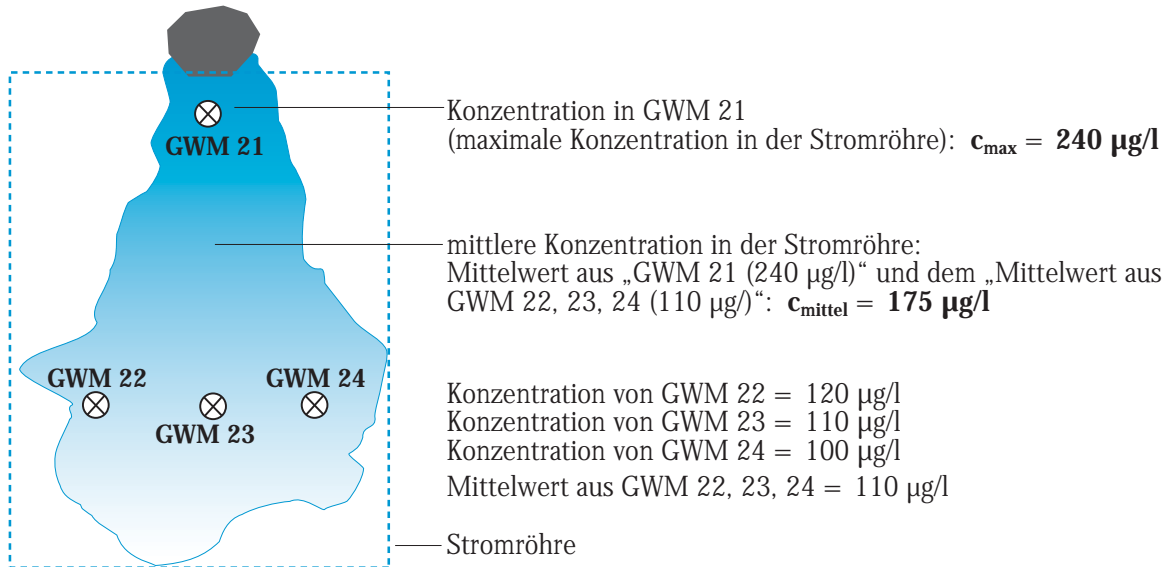 GWM 21
Konzentration in GWM 21
(maximale Konzentration in der Stromröhre): c_max = 240 µg/l
mittlere Konzentration in der Stromröhre:
Mittelwert aus „GWM 21 (240 µg/l)“ und dem „Mittelwert aus
GWM 22, 23, 24 (110 µg/)“: c_mittel = 175 µg/l
GWM 22
GWM 24
GWM 23
Konzentration von GWM 22 = 120 µg/l
Konzentration von GWM 23 = 110 µg/l
Konzentration von GWM 24 = 100 µg/l
Mittelwert aus GWM 22, 23, 24 = 110 µg/l
Stromröhre